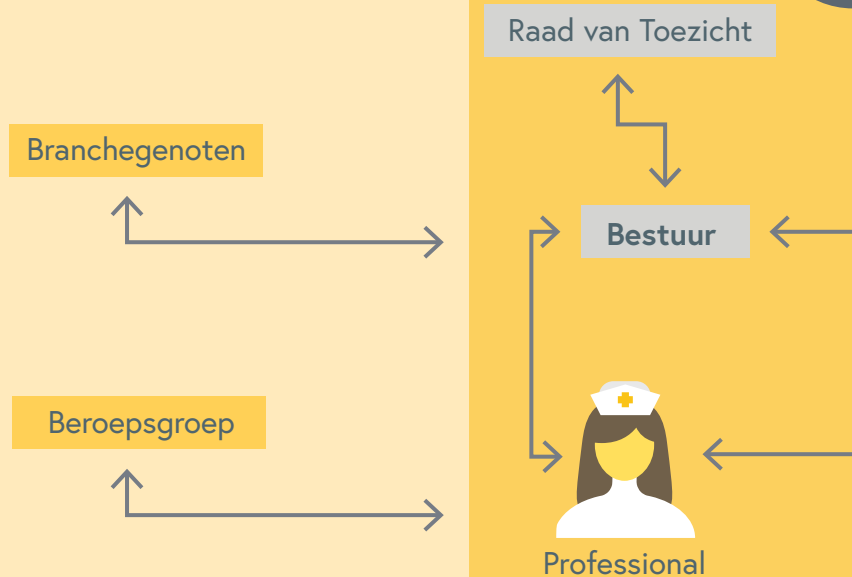 Raad van Toezicht
Branchegenoten
Bestuur
Beroepsgroep
Professional